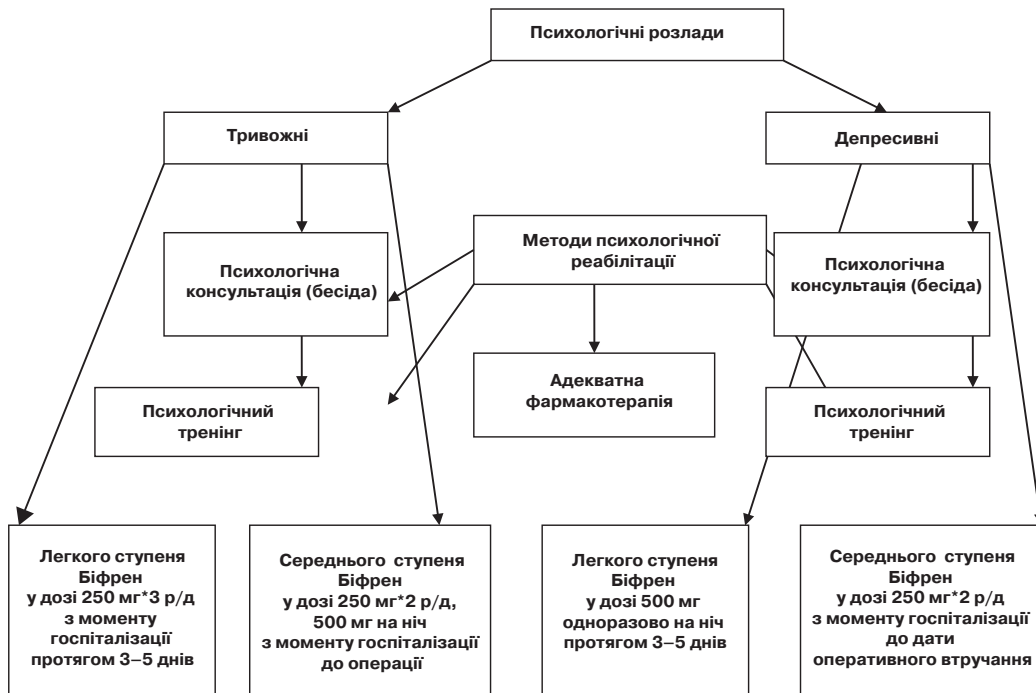 Психологічні розлади
Тривожні
Депресивні
Методи психологічної
реабілітації
Психологічна
консультація (бесіда)
Психологічна
консультація (бесіда)
Адекватна
фармакотерапія
Психологічний
тренінг
Психологічний
тренінг
Легкого ступеня
Біфрен
у дозі 250 мг*3 р/д
з моменту
госпіталізації
протягом 3–5 днів
Середнього ступеня
Біфрен
у дозі 250 мг*2 р/д,
500 мг на ніч
з моменту госпіталізації
до операції
Легкого ступеня
Біфрен
у дозі 500 мг
одноразово на ніч
протягом 3–5 днів
Середнього ступеня
Біфрен
у дозі 250 мг*2 р/д
з моменту госпіталізації
до дати
оперативного втручання